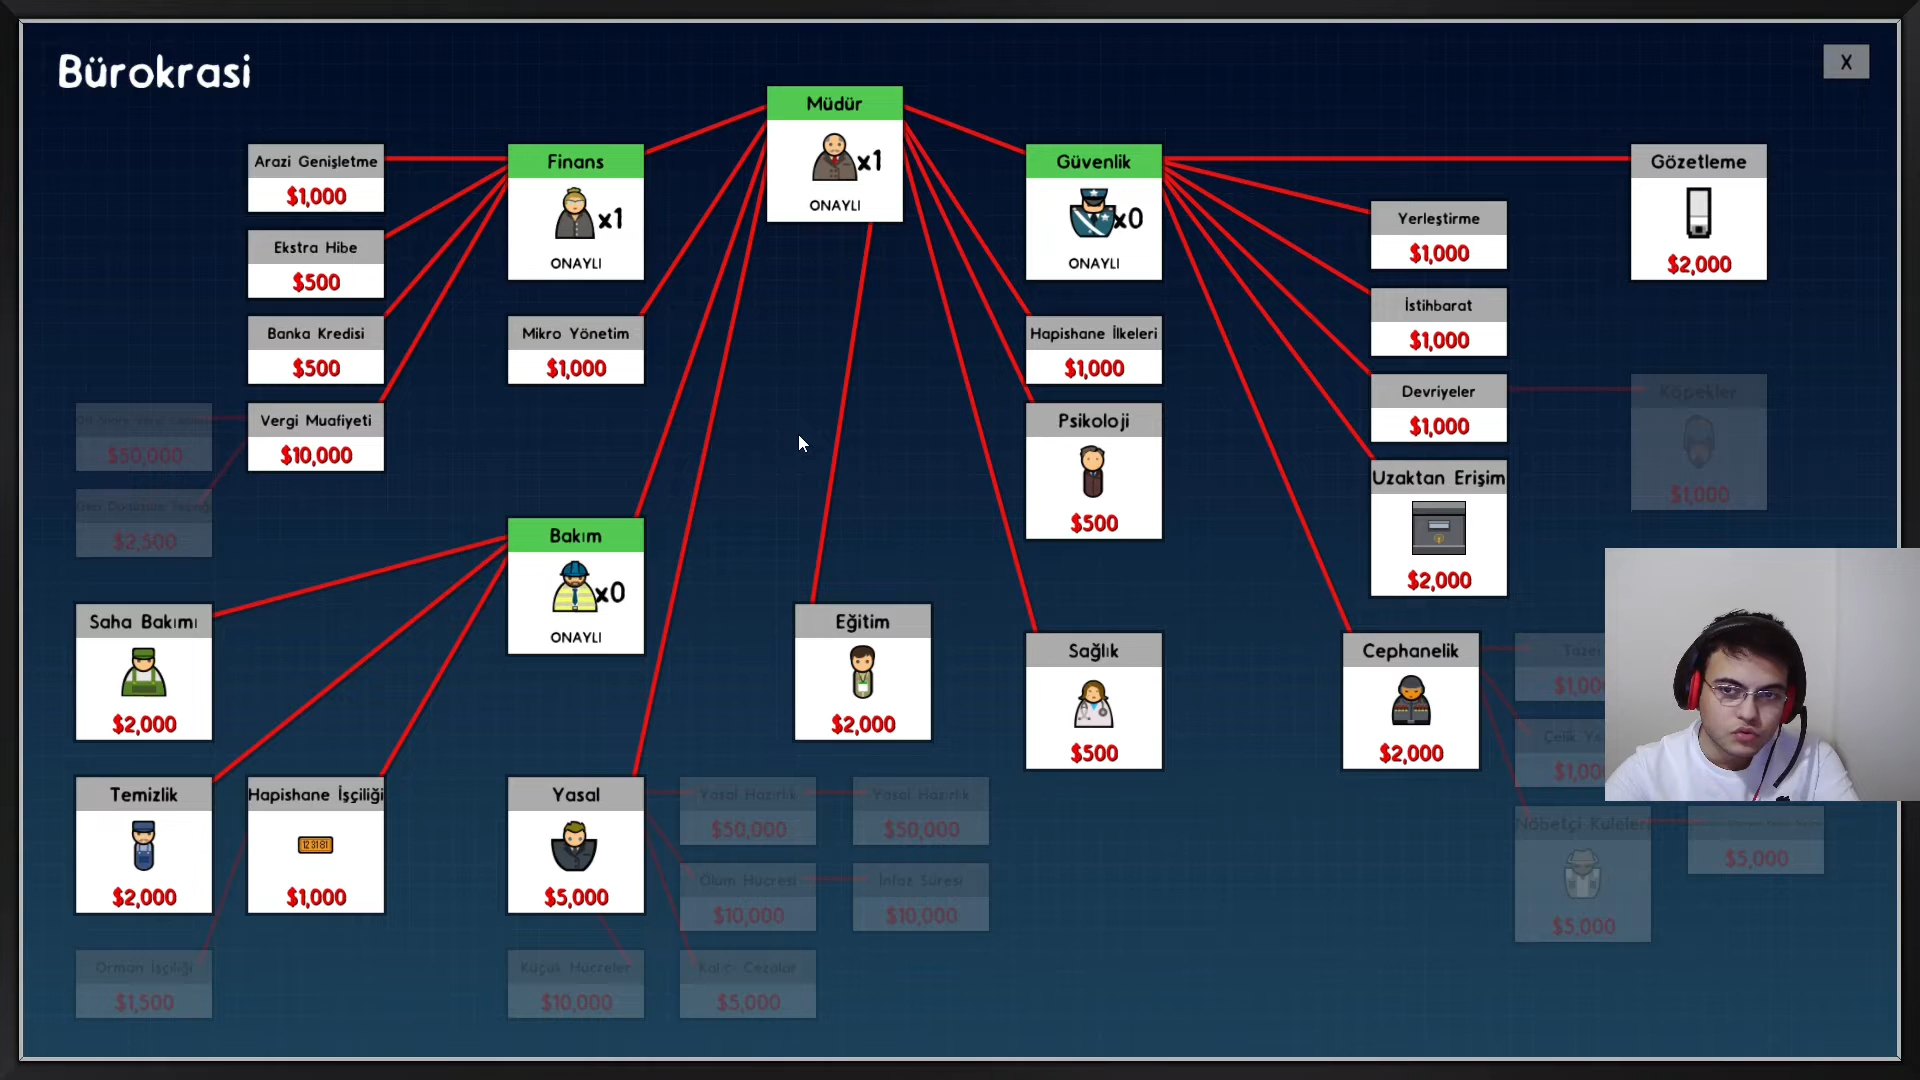 Bürokrasi
X
Müdür
x1
ONAYLI
Arazi Genişletme
$1,000
Finans
x1
ONAYLI
Güvenlik
x0
ONAYLI
Gözetleme
$2,000
Ekstra Hibe
$500
Yerleştirme
$1,000
Banka Kredisi
$500
Mikro Yönetim
$1,000
Hapishane İlkeleri
$1,000
İstihbarat
$1,000
Vergi Muafiyeti
$10,000
$50,000
Psikoloji
$500
Devriyeler
$1,000
Köpekler
$1,000
$2,500
Uzaktan Erişim
$2,000
Bakım
x0
ONAYLI
Saha Bakımı
$2,000
Eğitim
$2,000
Sağlık
$500
Cephanelik
$2,000
Temizlik
$2,000
Hapishane İşçiliği
123181
$1,000
Yasal
$5,000
Yasal Hazırlık
$50,000
Yasal Hazırlık
$50,000
Ölüm Hücresi
$10,000
İnfaz Süresi
$10,000
Nöbetçi Kuleleri
$5,000
$5,000
Orman İşçiliği
$1,500
Küçük Hücreler
$10,000
Kalıcı Cezalar
$5,000